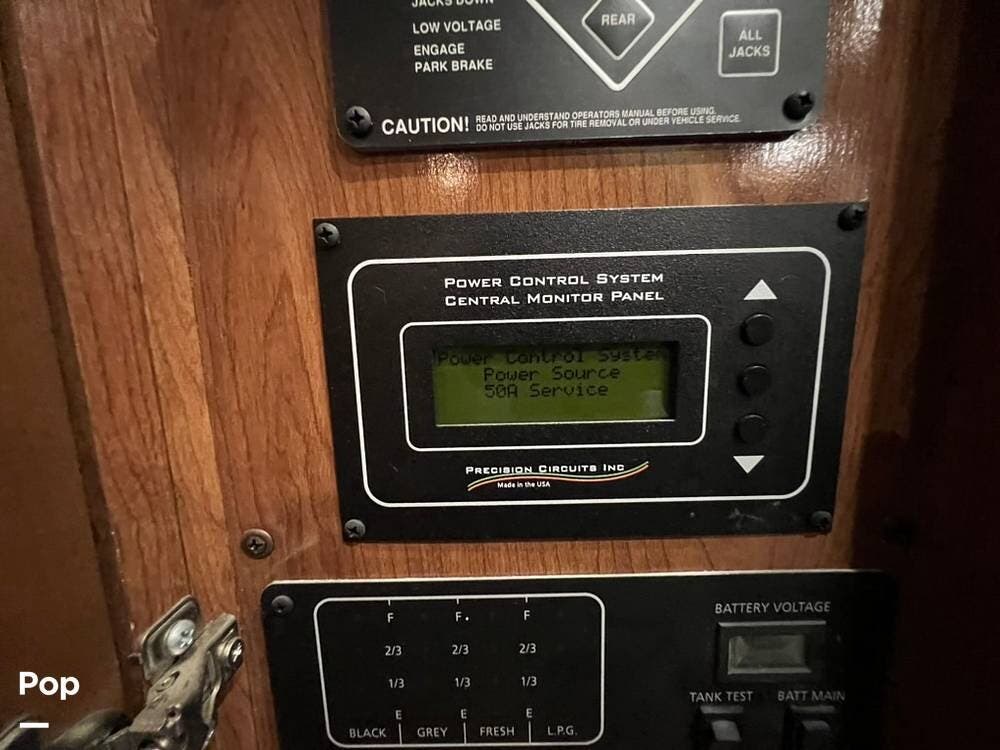 JACKS DOWN
LOW VOLTAGE
ENGAGE
PARK BRAKE
REAR
ALL
JACKS
CAUTION!
READ AND UNDERSTAND OPERATORS MANUAL BEFORE USING.
DO NOT USE JACKS FOR TIRE REMOVAL OR UNDER VEHICLE SERVICE.
POWER CONTROL SYSTEM
CENTRAL MONITOR PANEL
Power Control System
Power Source
50A Service
PRECISION CIRCUITS INC
Made in the USA
F F F
2/3 2/3 2/3
1/3 1/3 1/3
E E E
BLACK GREY FRESH L.P.G.
BATTERY VOLTAGE
TANK TEST BATT MAIN
Pop